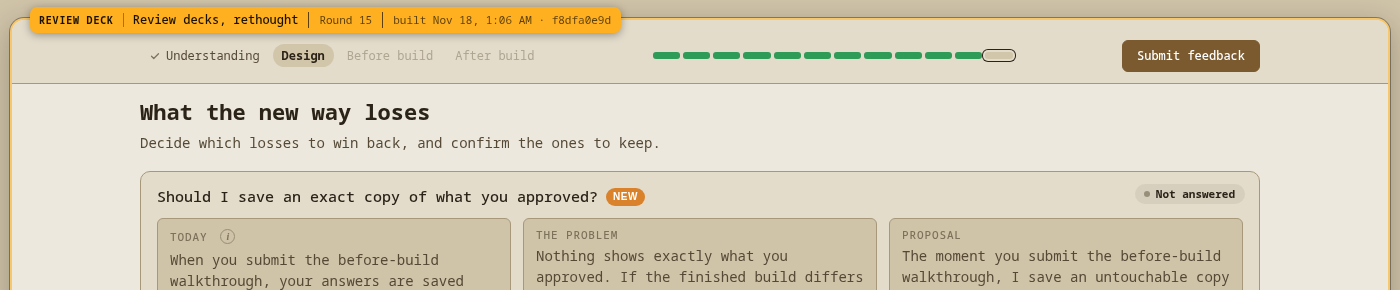 REVIEW DECK | Review decks, rethought | Round 15 | built Nov 18, 1:06 AM · f8dfa0e9d
✓ Understanding Design Before build After build Submit feedback
What the new way loses
Decide which losses to win back, and confirm the ones to keep.
Should I save an exact copy of what you approved? NEW Not answered
TODAY i
When you submit the before-build
walkthrough, your answers are saved
THE PROBLEM
Nothing shows exactly what you
approved. If the finished build differs
PROPOSAL
The moment you submit the before-build
walkthrough, I save an untouchable copy